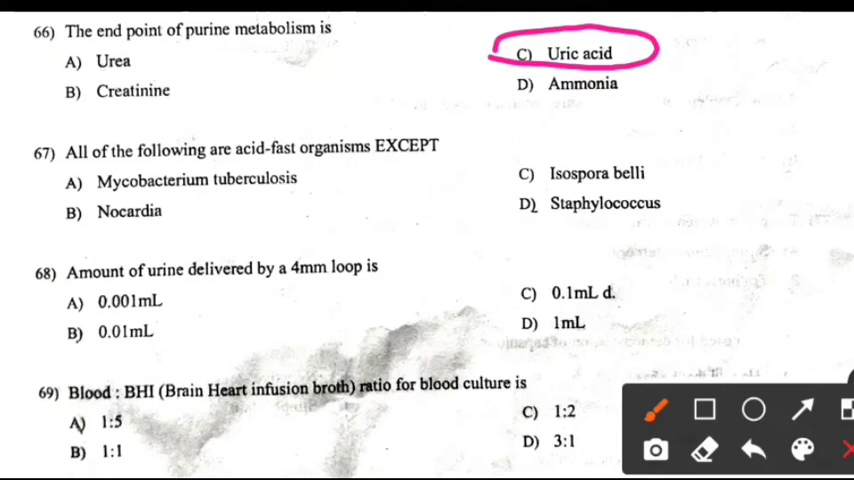 66) The end point of purine metabolism is
A) Urea
B) Creatinine
C) Uric acid
D) Ammonia
67) All of the following are acid-fast organisms EXCEPT
A) Mycobacterium tuberculosis
B) Nocardia
C) Isospora belli
D) Staphylococcus
68) Amount of urine delivered by a 4mm loop is
A) 0.001mL
B) 0.01mL
C) 0.1mL d.
D) 1mL
69) Blood : BHI (Brain Heart infusion broth) ratio for blood culture is
A) 1:5
B) 1:1
C) 1:2
D) 3:1